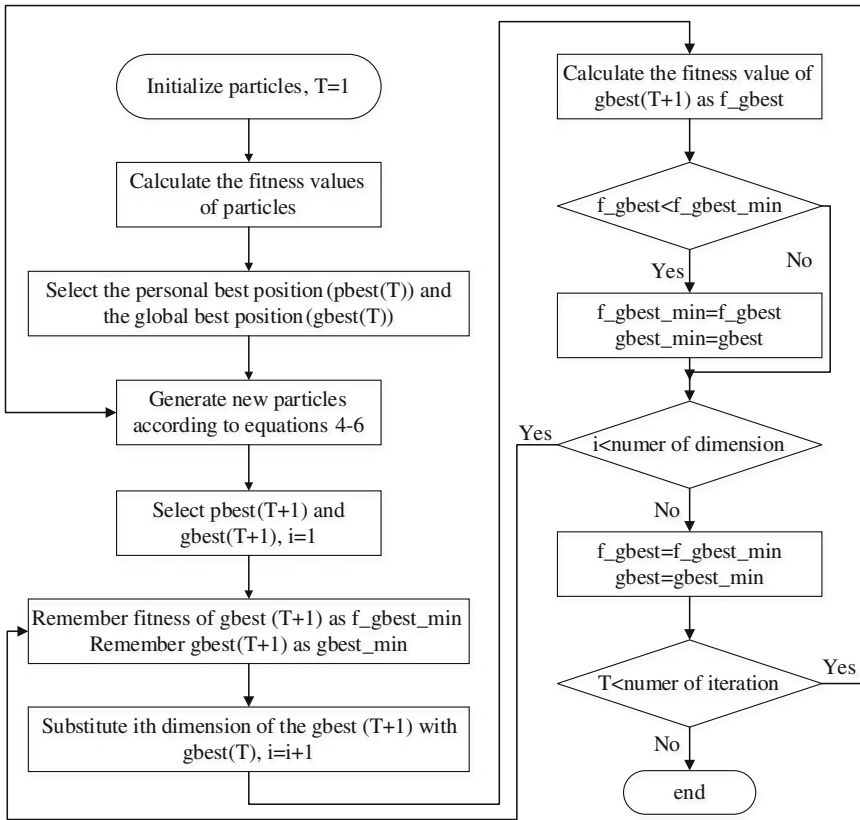 Initialize particles, T=1
Calculate the fitness values
of particles
Select the personal best position (pbest(T)) and
the global best position (gbest(T))
Generate new particles
according to equations 4-6
Select pbest(T+1) and
gbest(T+1), i=1
Remember fitness of gbest (T+1) as f_gbest_min
Remember gbest(T+1) as gbest_min
Substitute ith dimension of the gbest (T+1) with
gbest(T), i=i+1
Calculate the fitness value of
gbest(T+1) as f_gbest
f_gbest<f_gbest_min
No
Yes
f_gbest_min=f_gbest
gbest_min=gbest
Yes
i<numer of dimension
No
f_gbest=f_gbest_min
gbest=gbest_min
Yes
T<numer of iteration
No
end